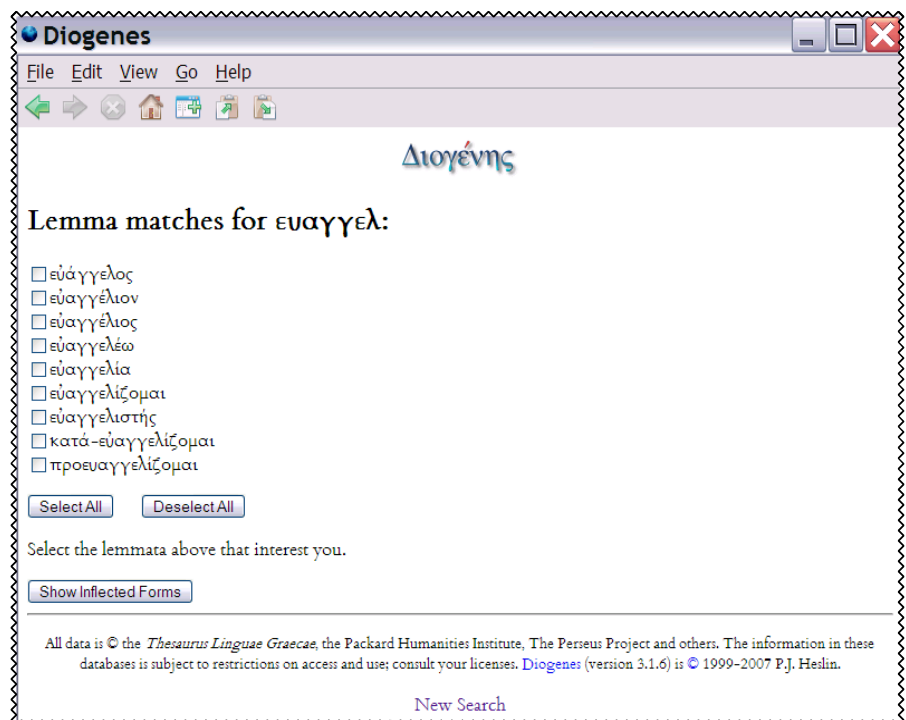 Diogenes
File Edit View Go Help
Διογένης
Lemma matches for ευαγγελ:
εὐάγγελος
εὐαγγέλιον
εὐαγγέλιος
εὐαγγελέω
εὐαγγελία
εὐαγγελίζομαι
εὐαγγελιστής
κατά-εὐαγγελίζομαι
προευαγγελίζομαι
Select All Deselect All
Select the lemmata above that interest you.
Show Inflected Forms
All data is © the Thesaurus Linguae Graecae, the Packard Humanities Institute, The Perseus Project and others. The information in these
databases is subject to restrictions on access and use; consult your licenses. Diogenes (version 3.1.6) is © 1999-2007 P.J. Heslin.
New Search